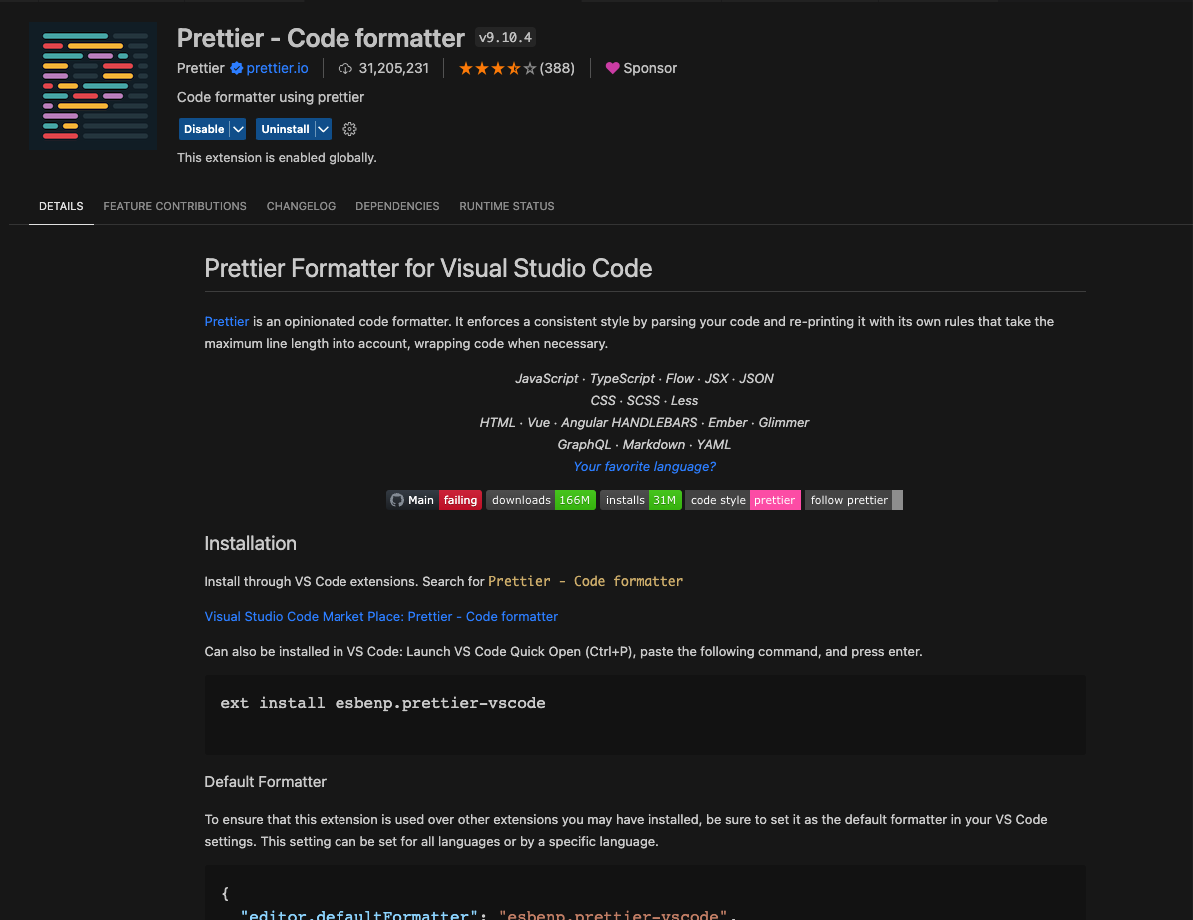 Prettier - Code formatter v9.10.4
Prettier prettier.io 31,205,231 (388) Sponsor
Code formatter using prettier
Disable Uninstall
This extension is enabled globally.
DETAILS FEATURE CONTRIBUTIONS CHANGELOG DEPENDENCIES RUNTIME STATUS
Prettier Formatter for Visual Studio Code
Prettier is an opinionated code formatter. It enforces a consistent style by parsing your code and re-printing it with its own rules that take the
maximum line length into account, wrapping code when necessary.
JavaScript · TypeScript · Flow · JSX · JSON
CSS · SCSS · Less
HTML · Vue · Angular HANDLEBARS · Ember · Glimmer
GraphQL · Markdown · YAML
Your favorite language?
Main failing downloads 166M installs 31M code style prettier follow prettier
Installation
Install through VS Code extensions. Search for Prettier - Code formatter
Visual Studio Code Market Place: Prettier - Code formatter
Can also be installed in VS Code: Launch VS Code Quick Open (Ctrl+P), paste the following command, and press enter.
ext install esbenp.prettier-vscode
Default Formatter
To ensure that this extension is used over other extensions you may have installed, be sure to set it as the default formatter in your VS Code
settings. This setting can be set for all languages or by a specific language.
{
"editor.defaultFormatter": "esbenp.prettier-vscode",